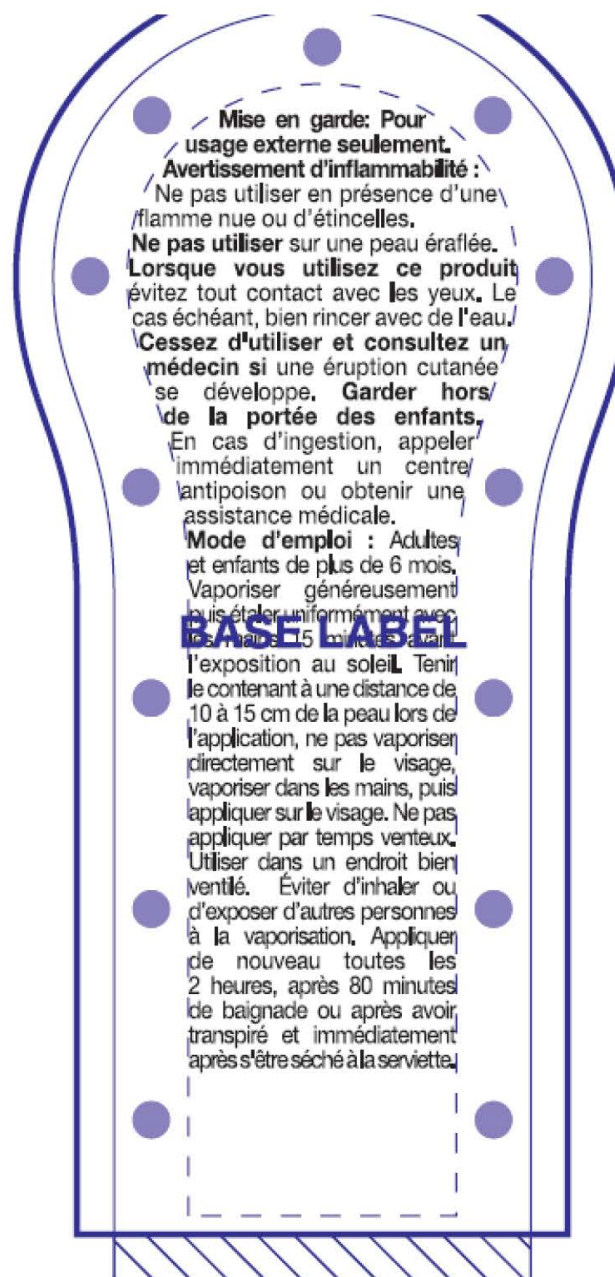 Mise en garde: Pour
usage externe seulement.
Avertissement d'inflammabilité :
Ne pas utiliser en présence d'une
flamme nue ou d'étincelles.
Ne pas utiliser sur une peau éraflée.
Lorsque vous utilisez ce produit
évitez tout contact avec les yeux. Le
cas échéant, bien rincer avec de l'eau.
Cessez d'utiliser et consultez un
médecin si une éruption cutanée
se développe. Garder hors
de la portée des enfants.
En cas d'ingestion, appeler
immédiatement un centre
antipoison ou obtenir une
assistance médicale.
Mode d'emploi : Adultes
et enfants de plus de 6 mois.
Vaporiser généreusement
puis étaler uniformément avec
BASE LABEL
les mains 15 minutes avant
l'exposition au soleil. Tenir
le contenant à une distance de
10 à 15 cm de la peau lors de
l'application, ne pas vaporiser
directement sur le visage,
vaporiser dans les mains, puis
appliquer sur le visage. Ne pas
appliquer par temps venteux.
Utiliser dans un endroit bien
ventilé. Éviter d'inhaler ou
d'exposer d'autres personnes
à la vaporisation. Appliquer
de nouveau toutes les
2 heures, après 80 minutes
de baignade ou après avoir
transpiré et immédiatement
après s'être séché à la serviette.